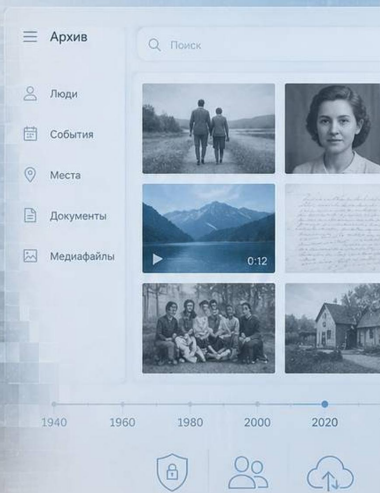 Архив
Поиск
Люди
События
Места
Документы
Медиафайлы
0:12
1940 1960 1980 2000 2020